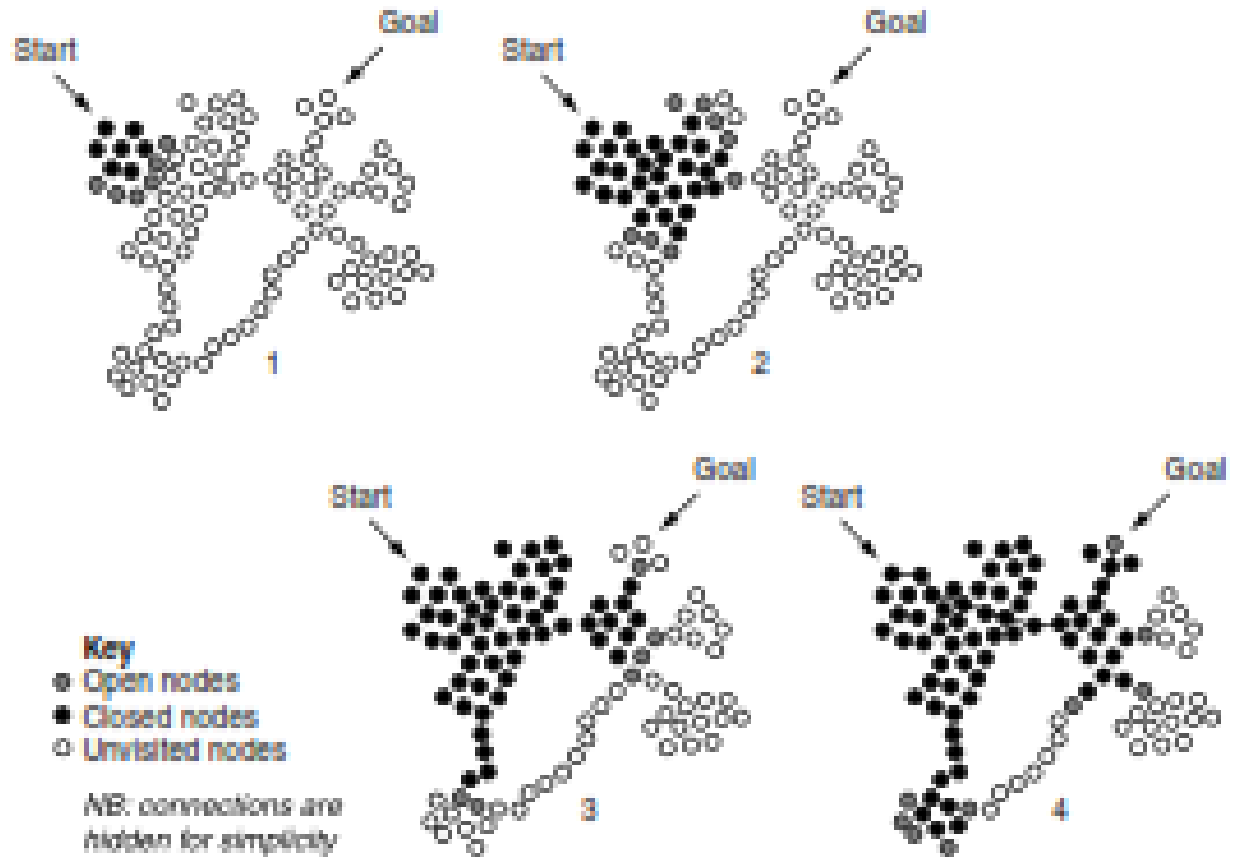 Goal
Start
Goal
Start
1
2
Goal
Start
Goal
Start
Key
Open nodes
Closed nodes
Unvisited nodes
NB: connections are
hidden for simplicity
3
4